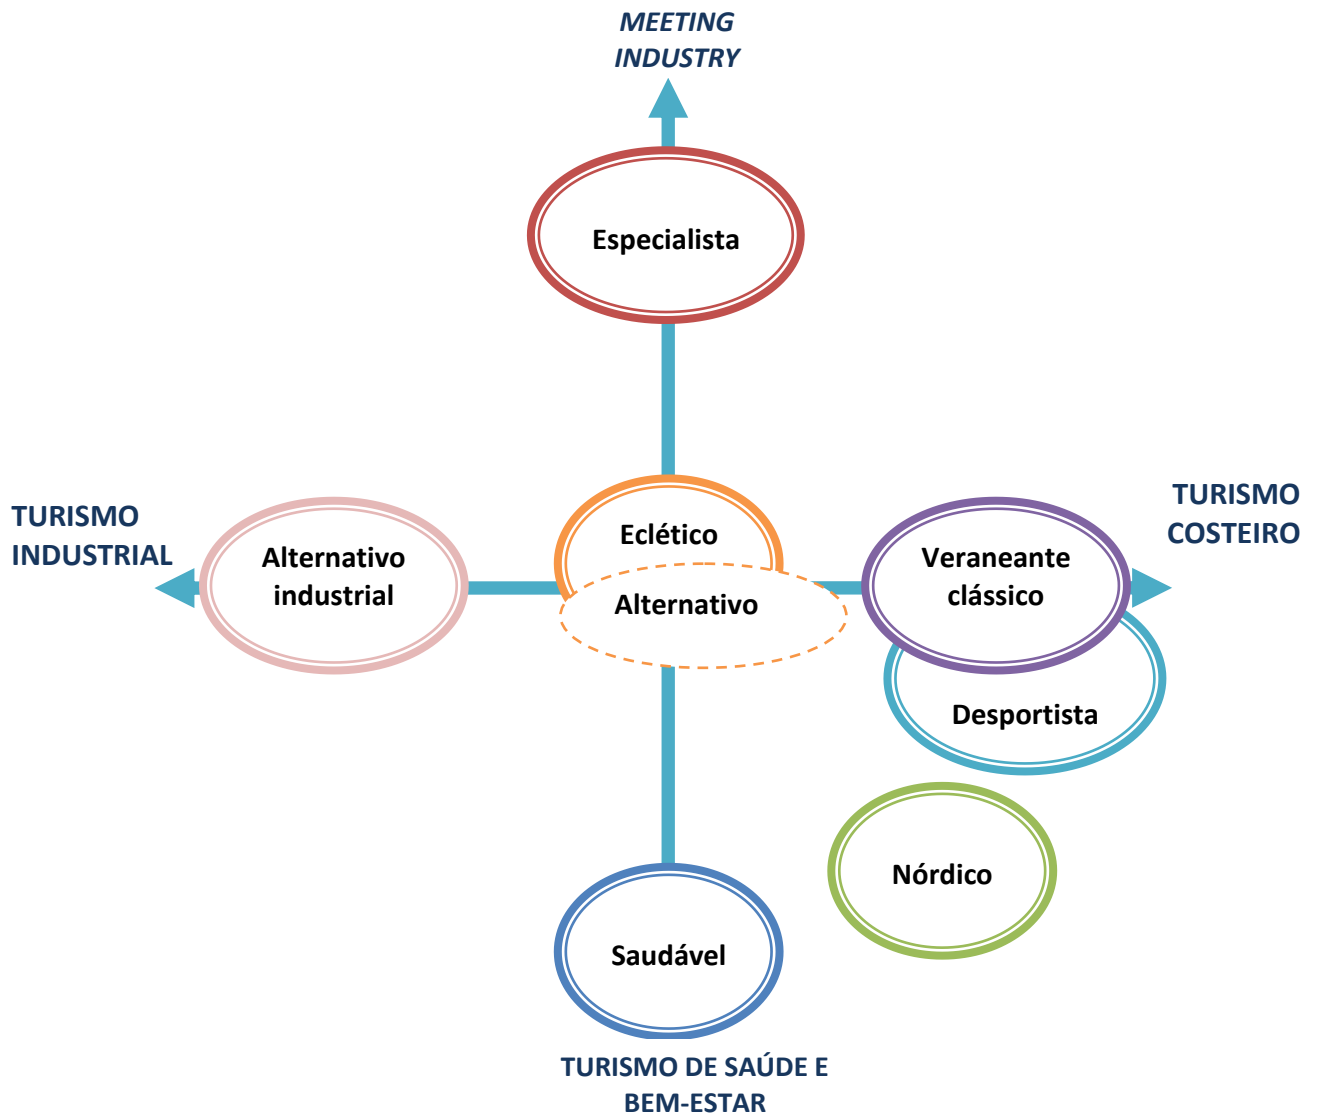 MEETING
INDUSTRY
Especialista
TURISMO
INDUSTRIAL
Alternativo
industrial
Eclético
Alternativo
Veraneante
clássico
TURISMO
COSTEIRO
Desportista
Nórdico
Saudável
TURISMO DE SAÚDE E
BEM-ESTAR